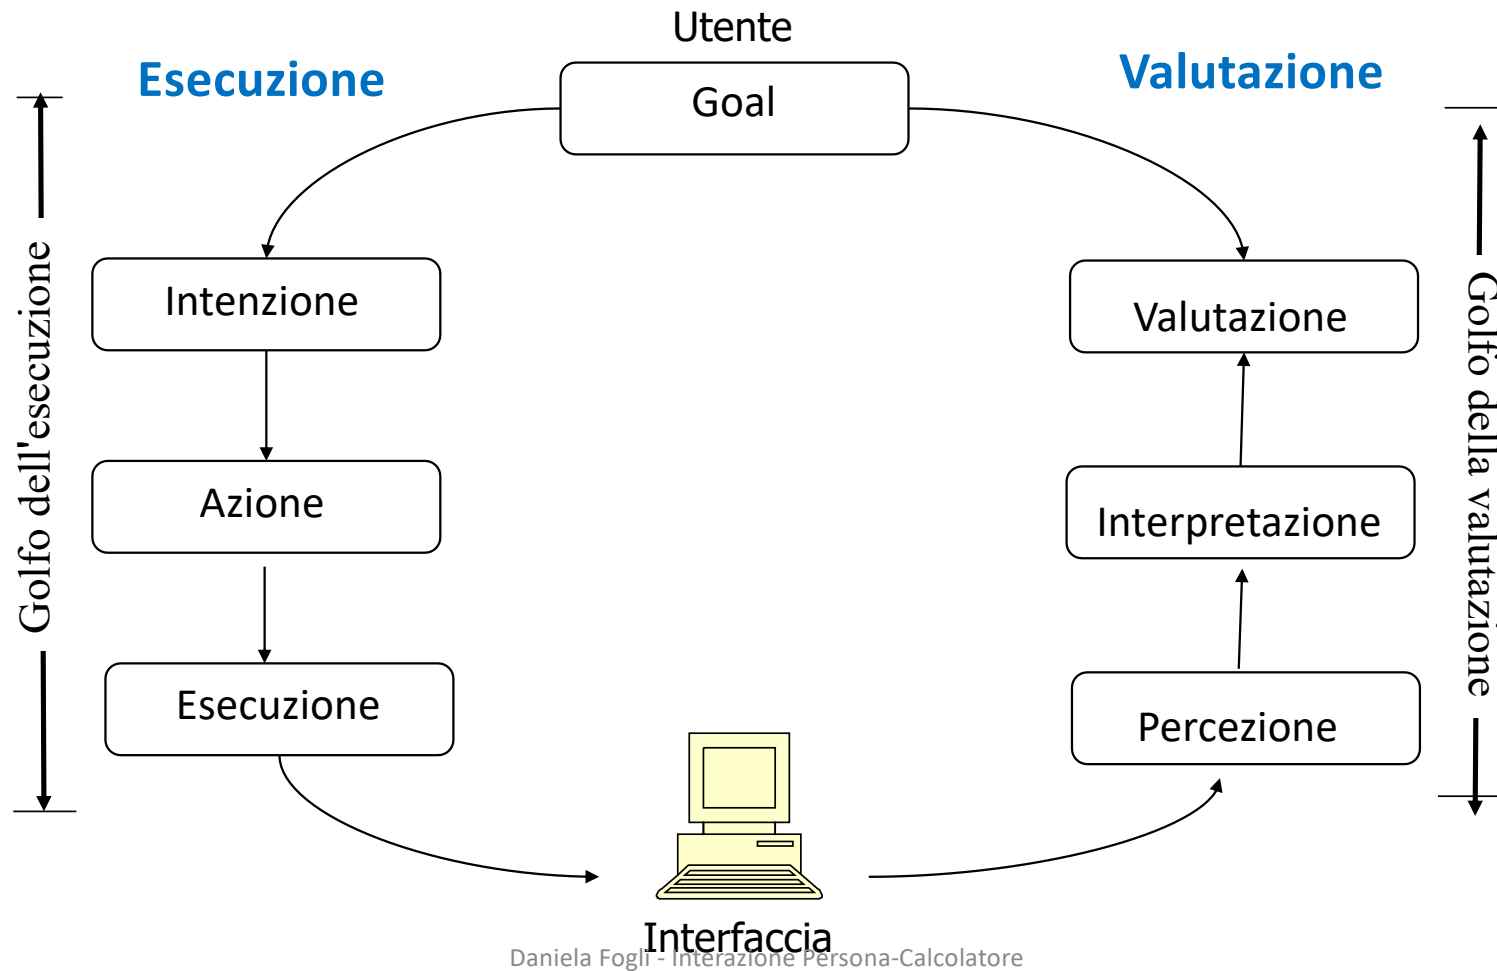 Utente
Esecuzione
Valutazione
Goal
Golfo dell'esecuzione
Intenzione
Valutazione
Golfo della valutazione
Azione
Interpretazione
Esecuzione
Percezione
Interfaccia
Daniela Fogli - Interazione Persona-Calcolatore